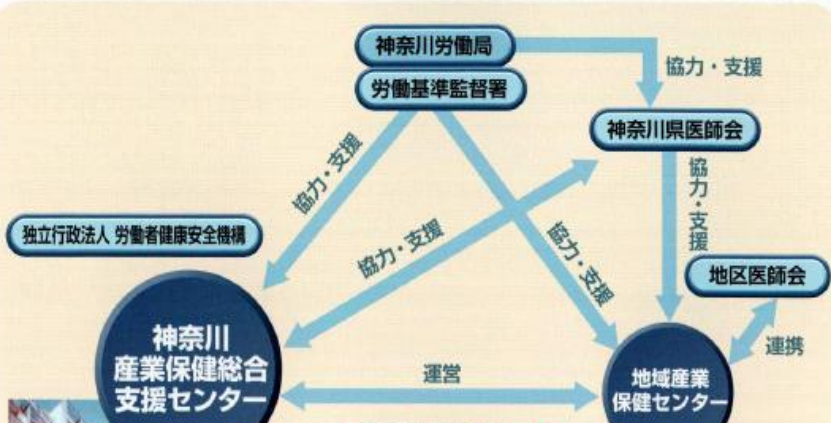 神奈川労働局
労働基準監督署
協力・支援
神奈川県医師会
協力・支援
協力・支援
協力・支援
協力・支援
独立行政法人 労働者健康安全機構
地区医師会
連携
神奈川
産業保健総合
支援センター
運営
地域産業
保健センター